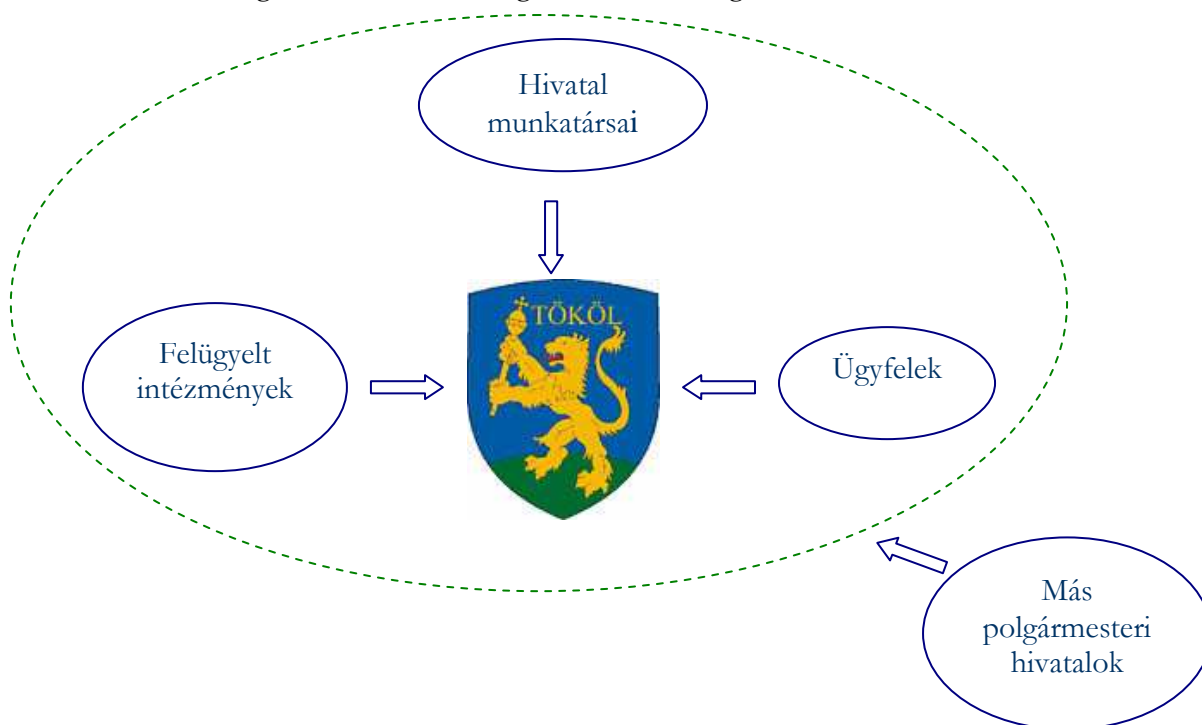 Hivatal
munkatársai
TÖKÖL
Felügyelt
intézmények
Ügyfelek
Más
polgármesteri
hivatalok